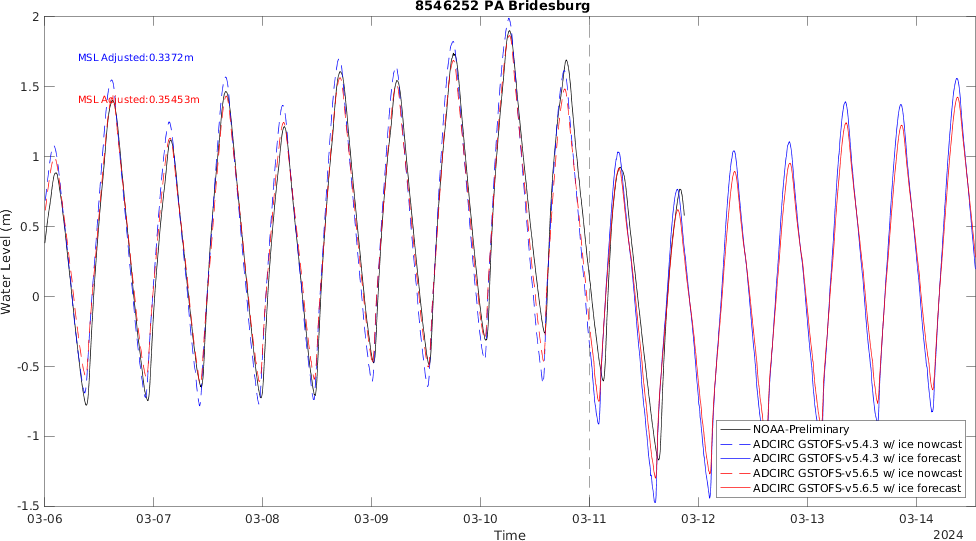 8546252 PA Bridesburg
MSL Adjusted:0.3372m
MSL Adjusted:0.35453m
Water Level (m)
2
1.5
1
0.5
0
-0.5
-1
-1.5
NOAA-Preliminary
ADCIRC GSTOFS-v5.4.3 w/ ice nowcast
ADCIRC GSTOFS-v5.4.3 w/ ice forecast
ADCIRC GSTOFS-v5.6.5 w/ ice nowcast
ADCIRC GSTOFS-v5.6.5 w/ ice forecast
03-06 03-07 03-08 03-09 03-10 03-11 03-12 03-13 03-14
Time
2024